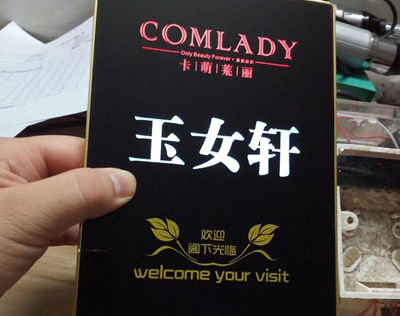 COMLADY
Only Beauty Forever
卡|萌|莱|丽
玉女轩
欢迎
阁下光临
welcome your visit